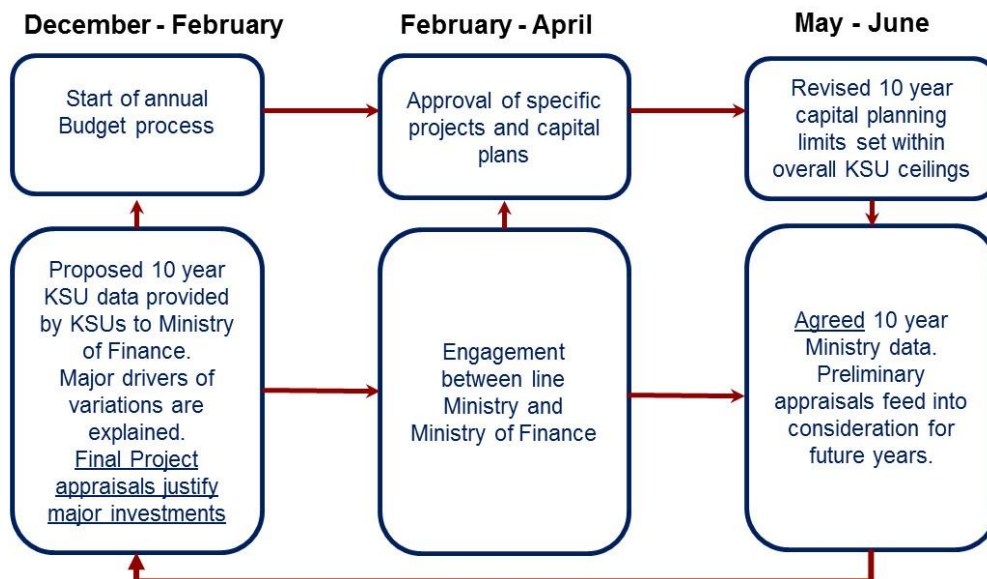 December - February
February - April
May - June
Start of annual
Budget process
Approval of specific
projects and capital
plans
Revised 10 year
capital planning
limits set within
overall KSU ceilings
Proposed 10 year
KSU data provided
by KSUs to Ministry
of Finance.
Major drivers of
variations are
explained.
Final Project
appraisals justify
major investments
Engagement
between line
Ministry and
Ministry of Finance
Agreed 10 year
Ministry data.
Preliminary
appraisals feed into
consideration for
future years.